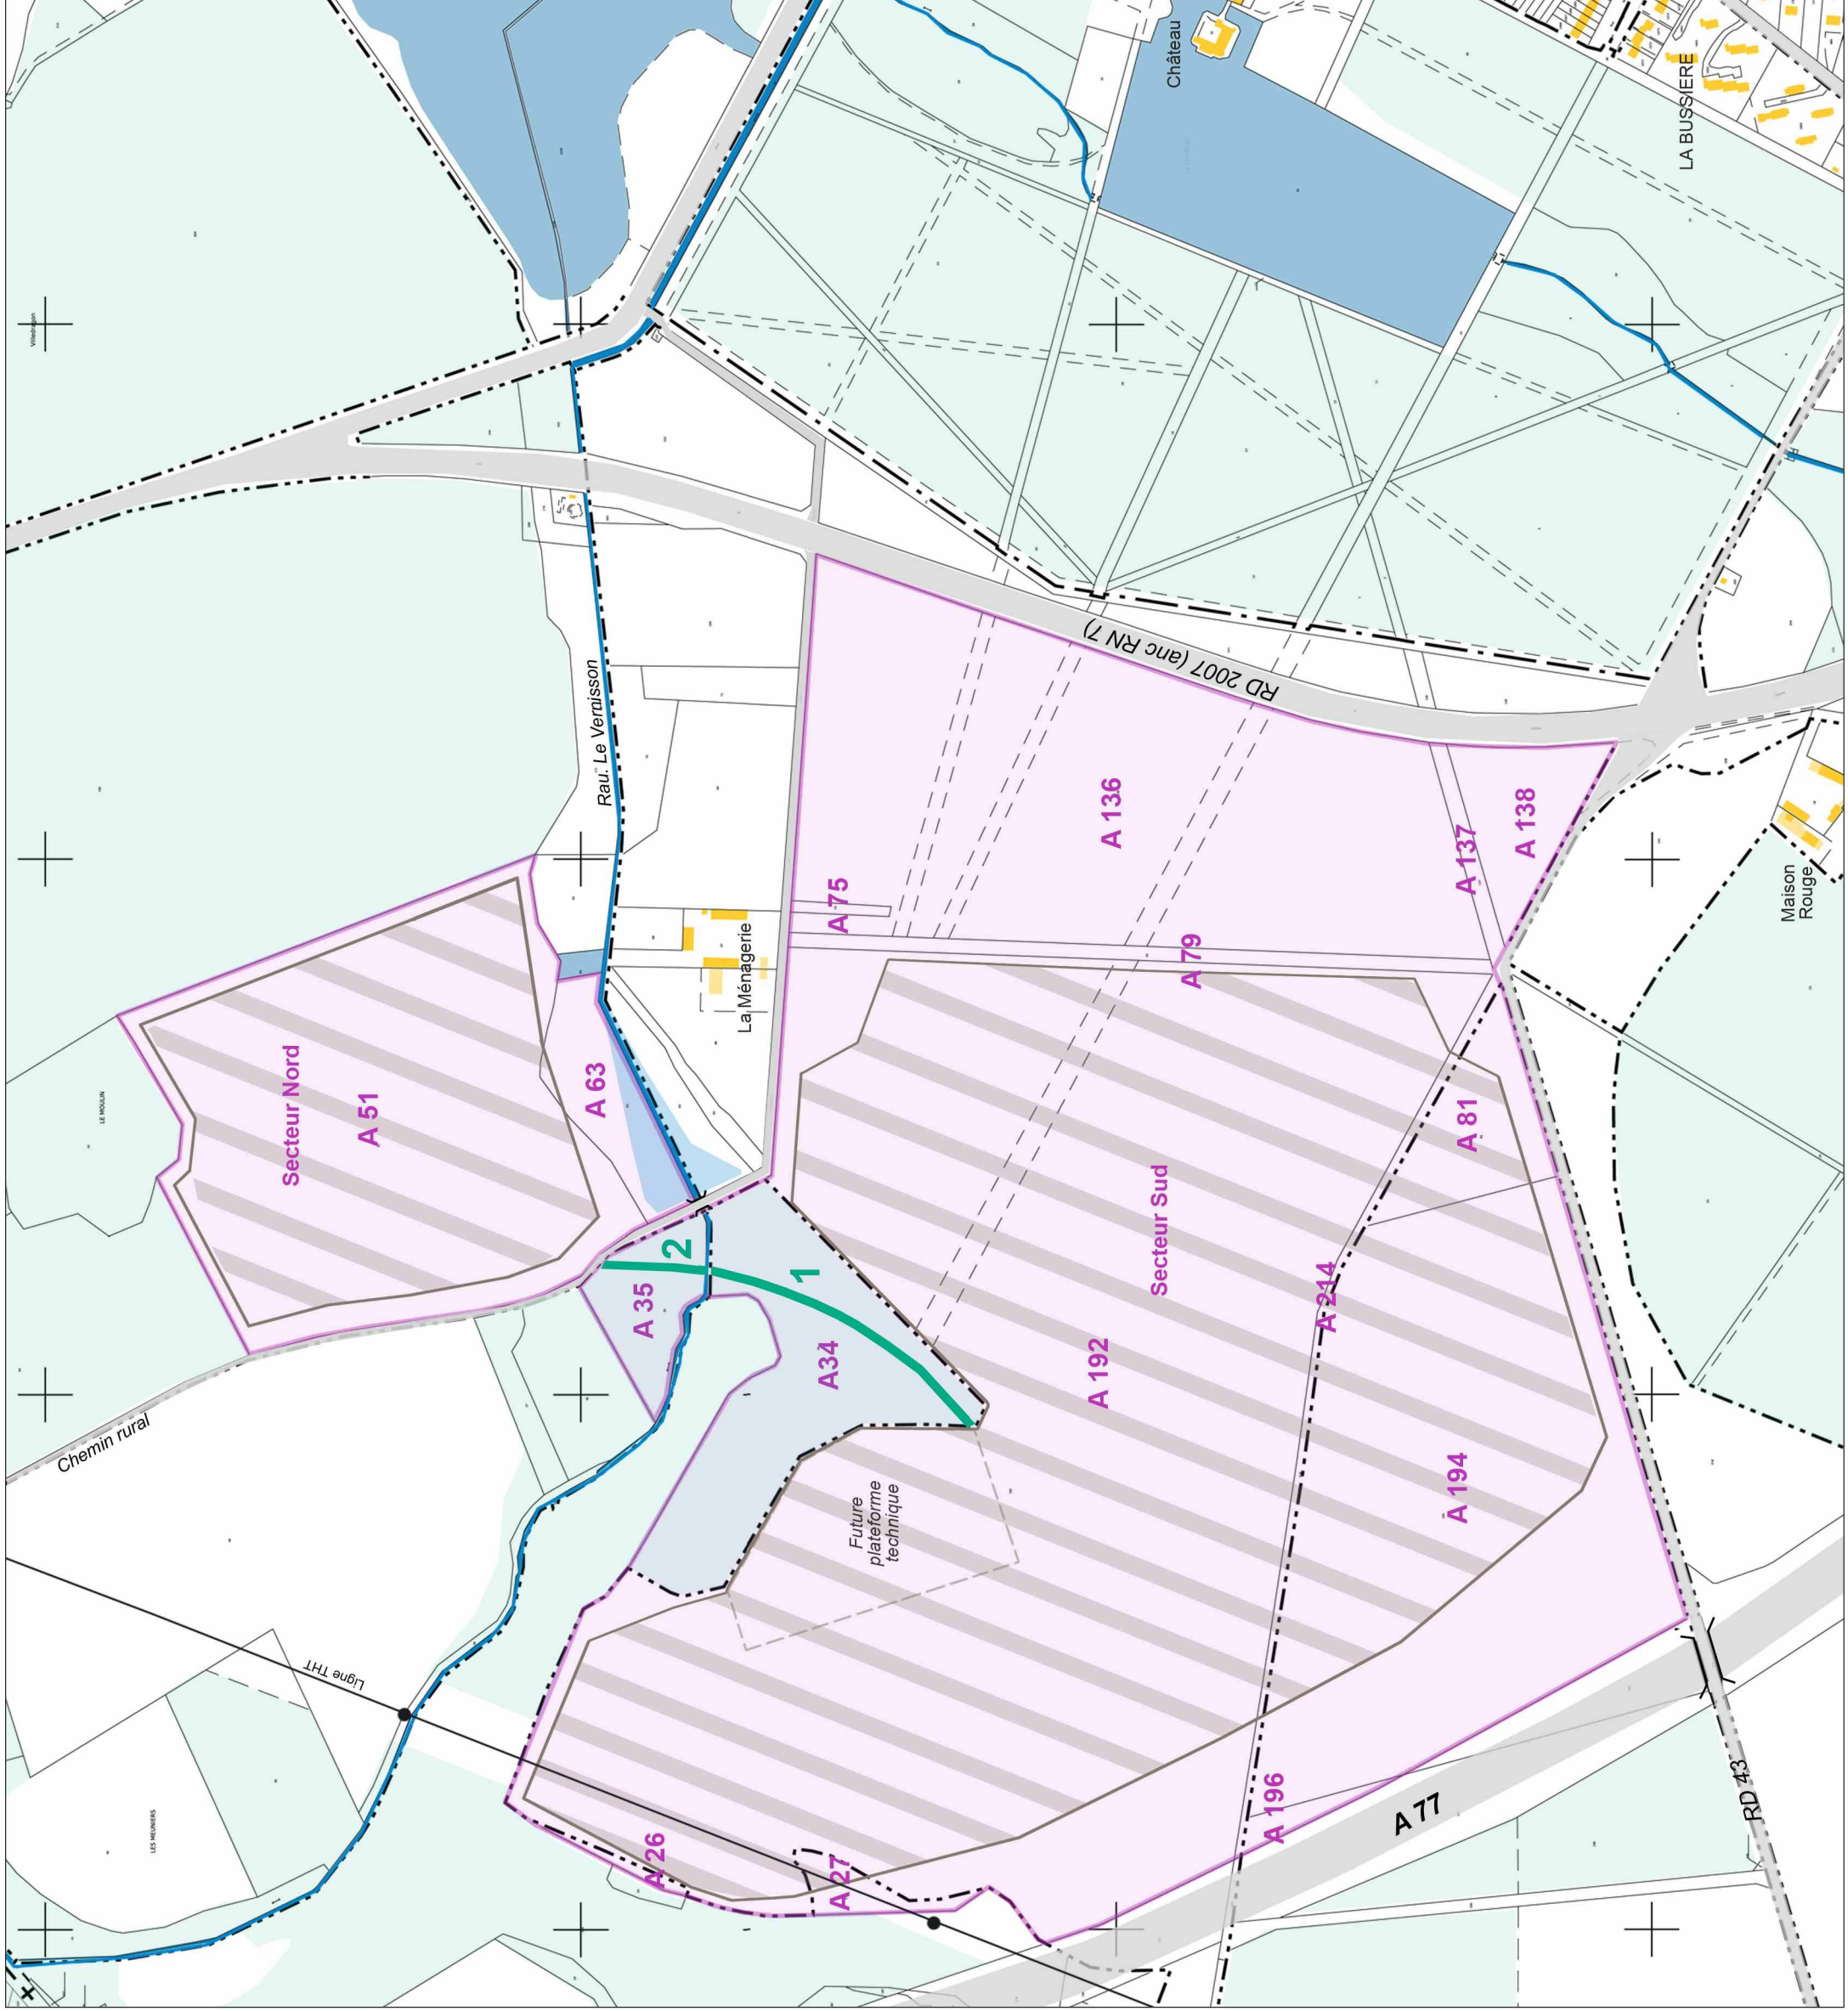 Villedragon
Château
LA BUSSIERE
RD 2007 (anc RN 7)
Rau. Le Vernisson
A 136
A 138
A 137
A 75
Maison
Rouge
A 79
La Ménagerie
Secteur Nord
A 51
LE MOULIN
A 63
A 81
Secteur Sud
2
1
A 35
A34
A 214
A 192
Chemin rural
A 194
Future
plateforme
technique
Ligne THT
A 196
A 77
RD 43
LES MEUNIERS
A 26
A 27